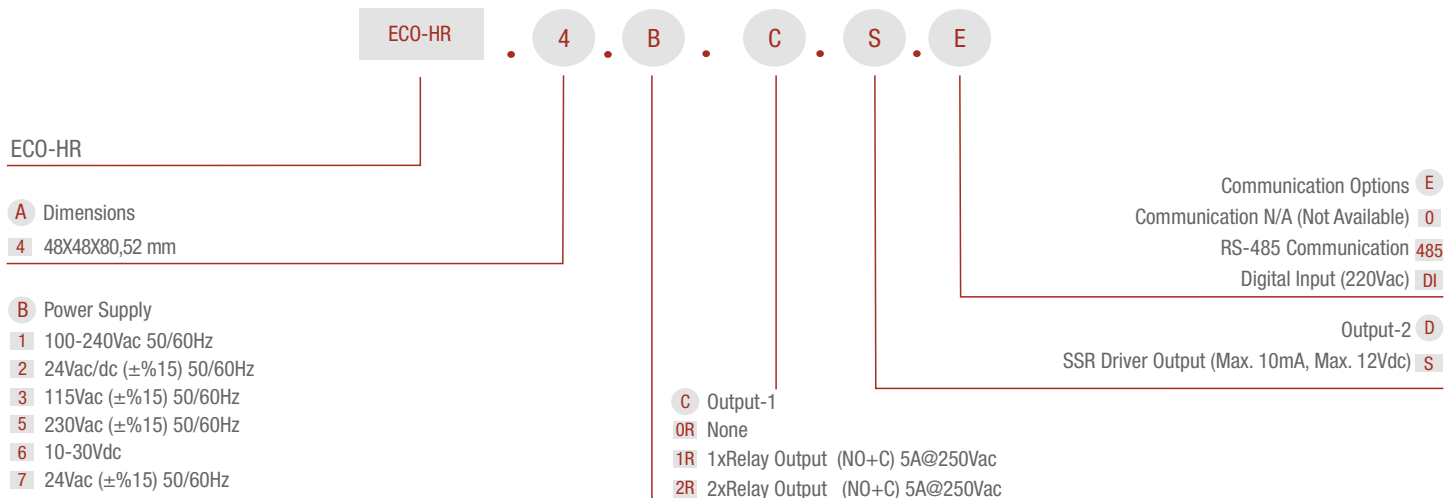 ECO-HR . 4 . B . C . S . E
ECO-HR
A Dimensions
4 48X48X80,52 mm
B Power Supply
1 100-240Vac 50/60Hz
2 24Vac/dc (±%15) 50/60Hz
3 115Vac (±%15) 50/60Hz
5 230Vac (±%15) 50/60Hz
6 10-30Vdc
7 24Vac (±%15) 50/60Hz
C Output-1
0R None
1R 1xRelay Output (NO+C) 5A@250Vac
2R 2xRelay Output (NO+C) 5A@250Vac
Communication Options E
Communication N/A (Not Available) 0
RS-485 Communication 485
Digital Input (220Vac) DI
Output-2 D
SSR Driver Output (Max. 10mA, Max. 12Vdc) S